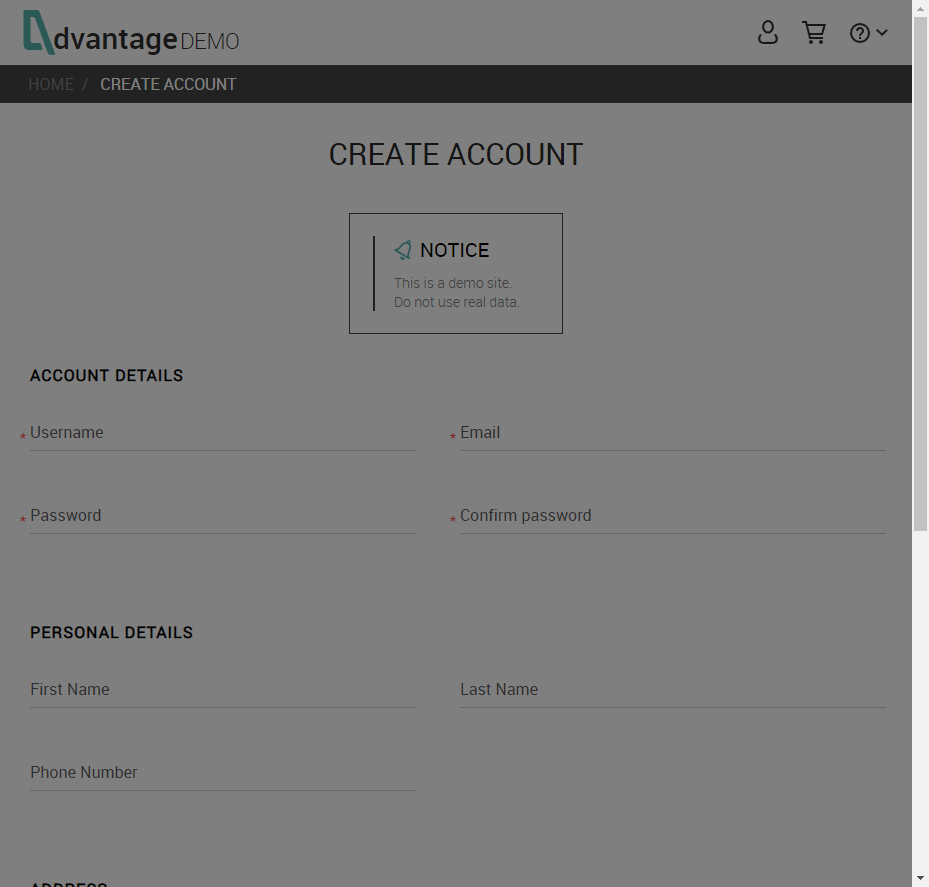 dvantage DEMO
HOME / CREATE ACCOUNT
CREATE ACCOUNT
NOTICE
This is a demo site.
Do not use real data.
ACCOUNT DETAILS
* Username
* Email
* Password
* Confirm password
PERSONAL DETAILS
First Name
Last Name
Phone Number
ADDRESS